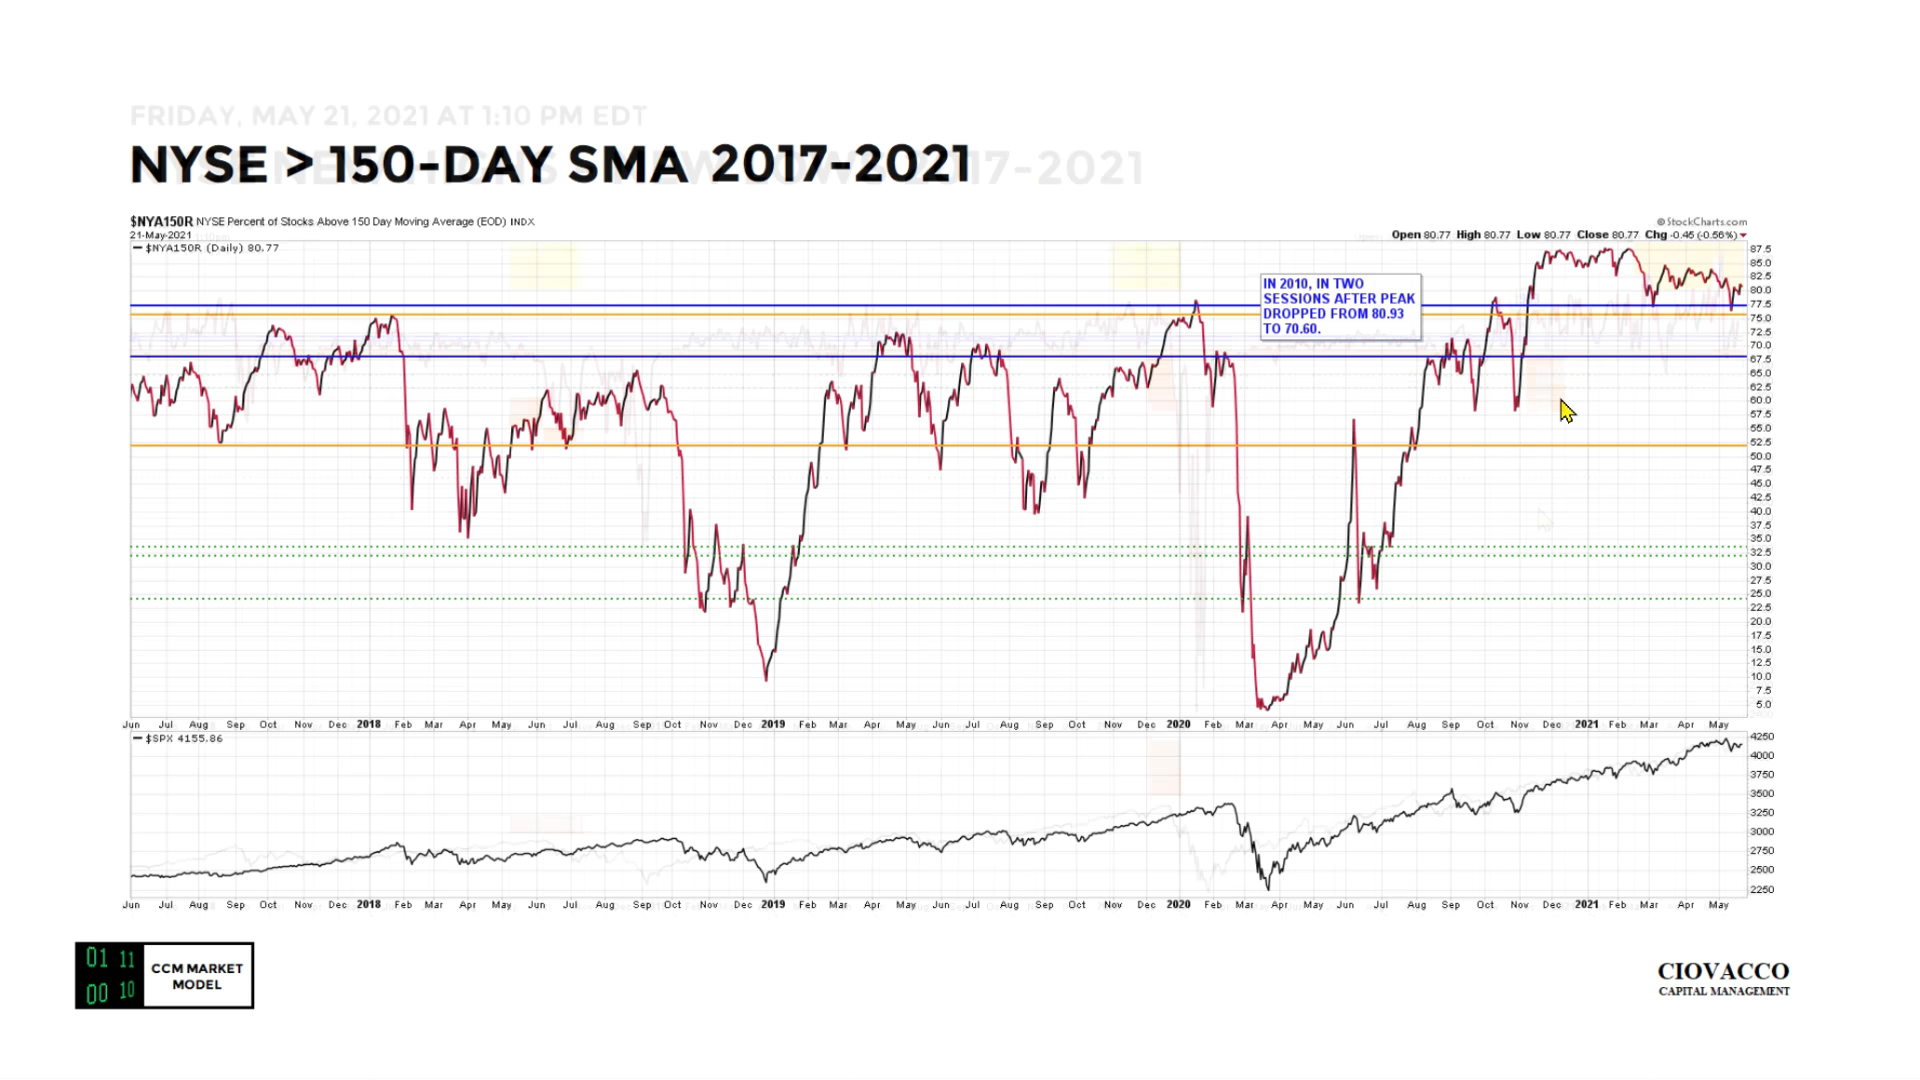 FRIDAY, MAY 21, 2021 AT 1:10 PM EDT
NYSE > 150-DAY SMA 2017-2021
$NYA150R NYSE Percent of Stocks Above 150 Day Moving Average (EOD) INDX
© StockCharts.com
21-May-2021
Open 80.77 High 80.77 Low 80.77 Close 80.77 Chg -0.45 (-0.56%)
$NYA150R (Daily) 80.77
IN 2010, IN TWO
SESSIONS AFTER PEAK
DROPPED FROM 80.93
TO 70.60.
87.5
85.0
82.5
80.0
77.5
75.0
72.5
70.0
67.5
65.0
62.5
60.0
57.5
55.0
52.5
50.0
47.5
45.0
42.5
40.0
37.5
35.0
32.5
30.0
27.5
25.0
22.5
20.0
17.5
15.0
12.5
10.0
7.5
5.0
Jun Jul Aug Sep Oct Nov Dec 2018 Feb Mar Apr May Jun Jul Aug Sep Oct Nov Dec 2019 Feb Mar Apr May Jun Jul Aug Sep Oct Nov Dec 2020 Feb Mar Apr May Jun Jul Aug Sep Oct Nov Dec 2021 Feb Mar Apr May
$SPX 4155.86
4250
4000
3750
3500
3250
3000
2750
2500
2250
Jun Jul Aug Sep Oct Nov Dec 2018 Feb Mar Apr May Jun Jul Aug Sep Oct Nov Dec 2019 Feb Mar Apr May Jun Jul Aug Sep Oct Nov Dec 2020 Feb Mar Apr May Jun Jul Aug Sep Oct Nov Dec 2021 Feb Mar Apr May
01 11
00 10
CCM MARKET
MODEL
CIOVACCO
CAPITAL MANAGEMENT